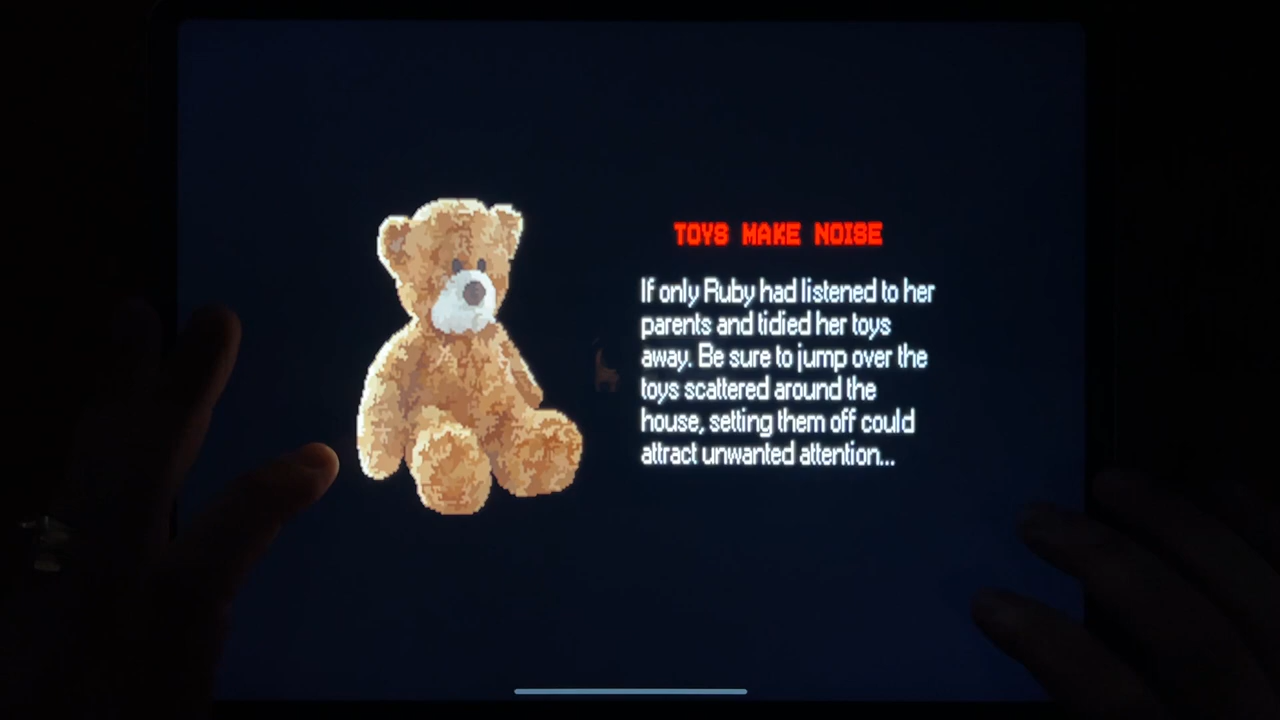 TOYS MAKE NOISE
If only Ruby had listened to her
parents and tidied her toys
away. Be sure to jump over the
toys scattered around the
house, setting them off could
attract unwanted attention...